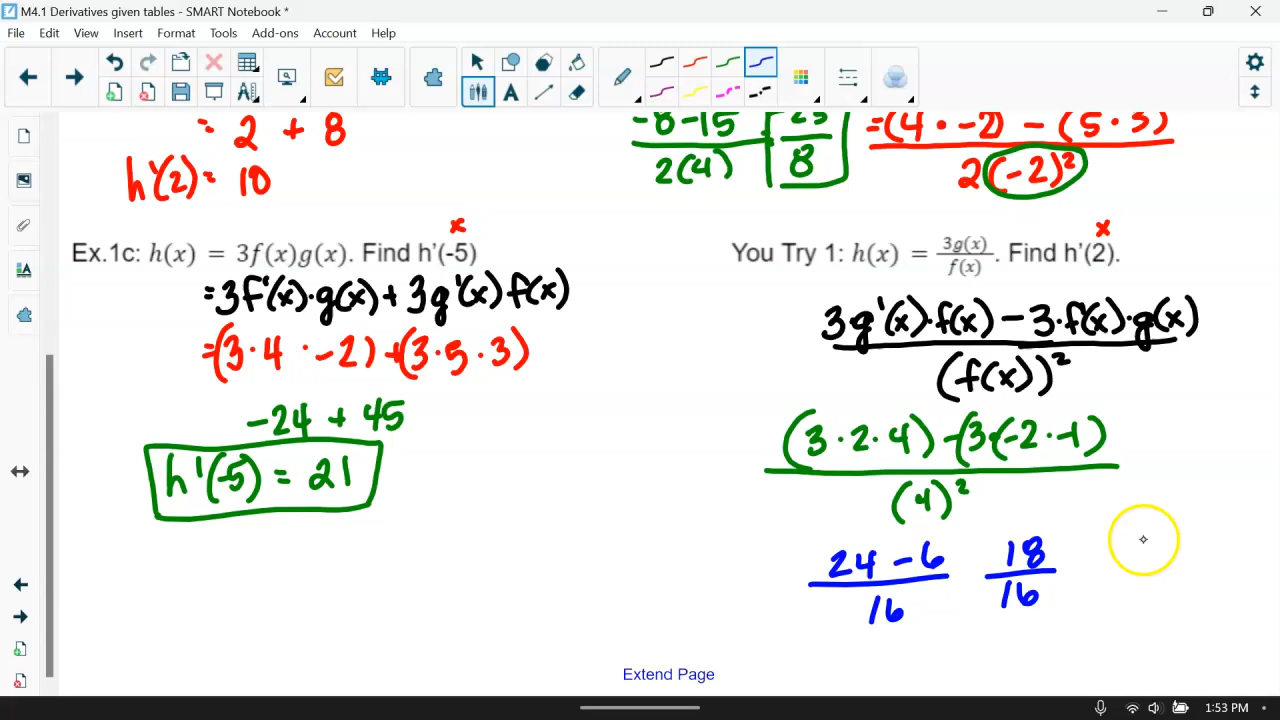 M4.1 Derivatives given tables - SMART Notebook *
File Edit View Insert Format Tools Add-ons Account Help
= 2 + 8
h'(2) = 10
-8 - 15
2(4)
8
= (4 · -2) - (5 · 3)
2(-2)²
x
Ex.1c: h(x) = 3f(x)g(x). Find h'(-5)
= 3f'(x)·g(x) + 3g'(x) f(x)
= (3 · 4 · -2) + (3 · 5 · 3)
-24 + 45
h'(-5) = 21
x
You Try 1: h(x) = 3g(x)/f(x). Find h'(2).
3g'(x)·f(x) - 3·f'(x)·g(x)
(f(x))²
(3 · 2 · 4) - (3·(-2 · -1)
(4)²
24 - 6
16
18
16
Extend Page
1:53 PM